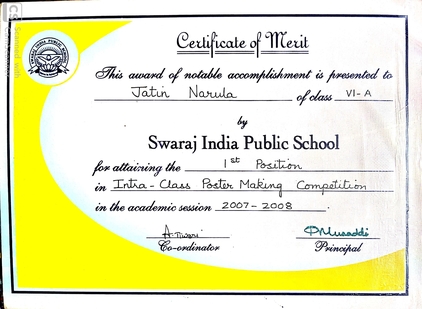 Certificate of Merit
This award of notable accomplishment is presented to
Jatin Narula of class VI-A
by
Swaraj India Public School
for attaining the 1st Position
in Intra-Class Poster Making Competition
in the academic session 2007-2008.
A.Tiwari
Co-ordinator
Principal